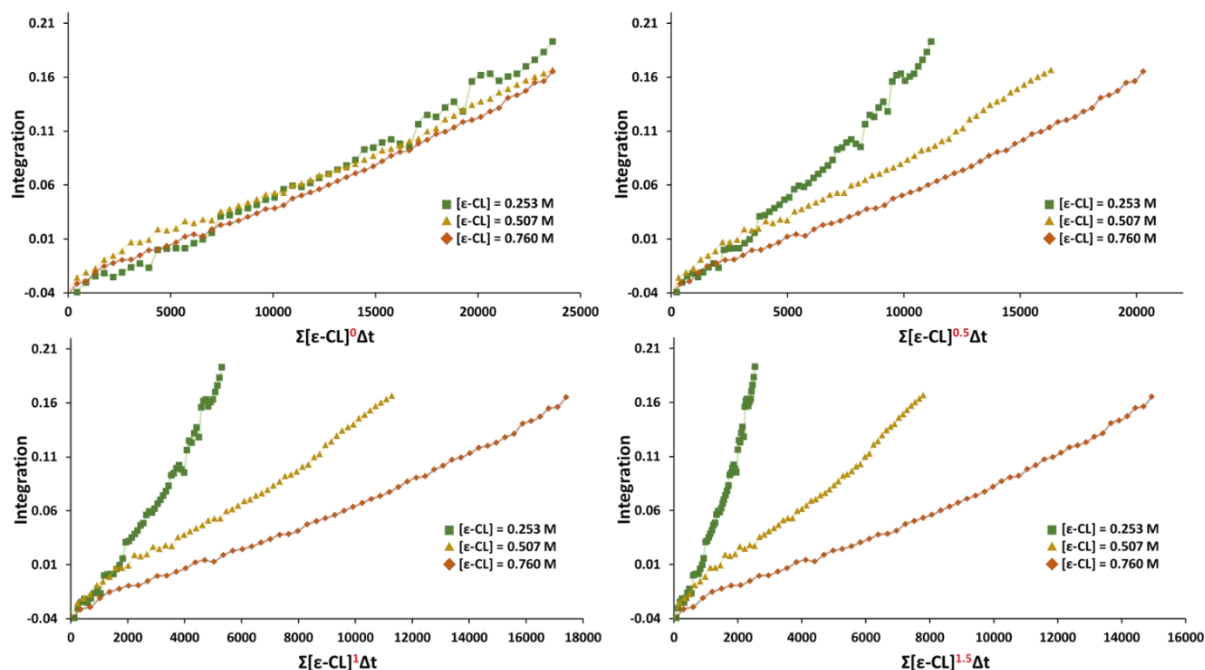 0.21
0.16
0.11
0.06
0.01
-0.04
Integration
[ε-CL] = 0.253 M
[ε-CL] = 0.507 M
[ε-CL] = 0.760 M
0 5000 10000 15000 20000 25000
Σ[ε-CL]⁰Δt
0.21
0.16
0.11
0.06
0.01
-0.04
Integration
[ε-CL] = 0.253 M
[ε-CL] = 0.507 M
[ε-CL] = 0.760 M
0 5000 10000 15000 20000
Σ[ε-CL]⁰·⁵Δt
0.21
0.16
0.11
0.06
0.01
-0.04
Integration
[ε-CL] = 0.253 M
[ε-CL] = 0.507 M
[ε-CL] = 0.760 M
0 2000 4000 6000 8000 10000 12000 14000 16000 18000
Σ[ε-CL]¹Δt
0.21
0.16
0.11
0.06
0.01
-0.04
Integration
[ε-CL] = 0.253 M
[ε-CL] = 0.507 M
[ε-CL] = 0.760 M
0 2000 4000 6000 8000 10000 12000 14000 16000
Σ[ε-CL]¹·⁵Δt